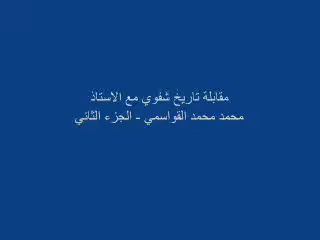 مقابلة تاريخ شفوي مع الاستاذ
محمد محمد القواسمي - الجزء الثاني